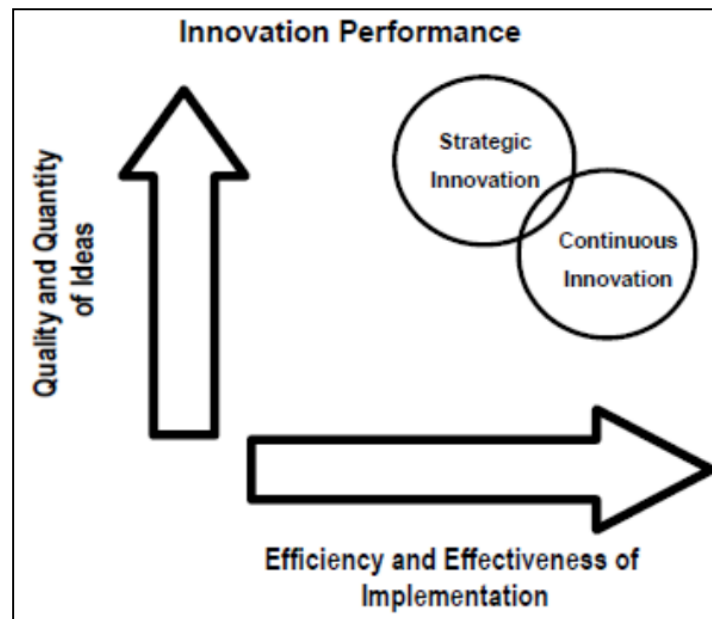 Innovation Performance
Quality and Quantity
of Ideas
Strategic
Innovation
Continuous
Innovation
Efficiency and Effectiveness of
Implementation